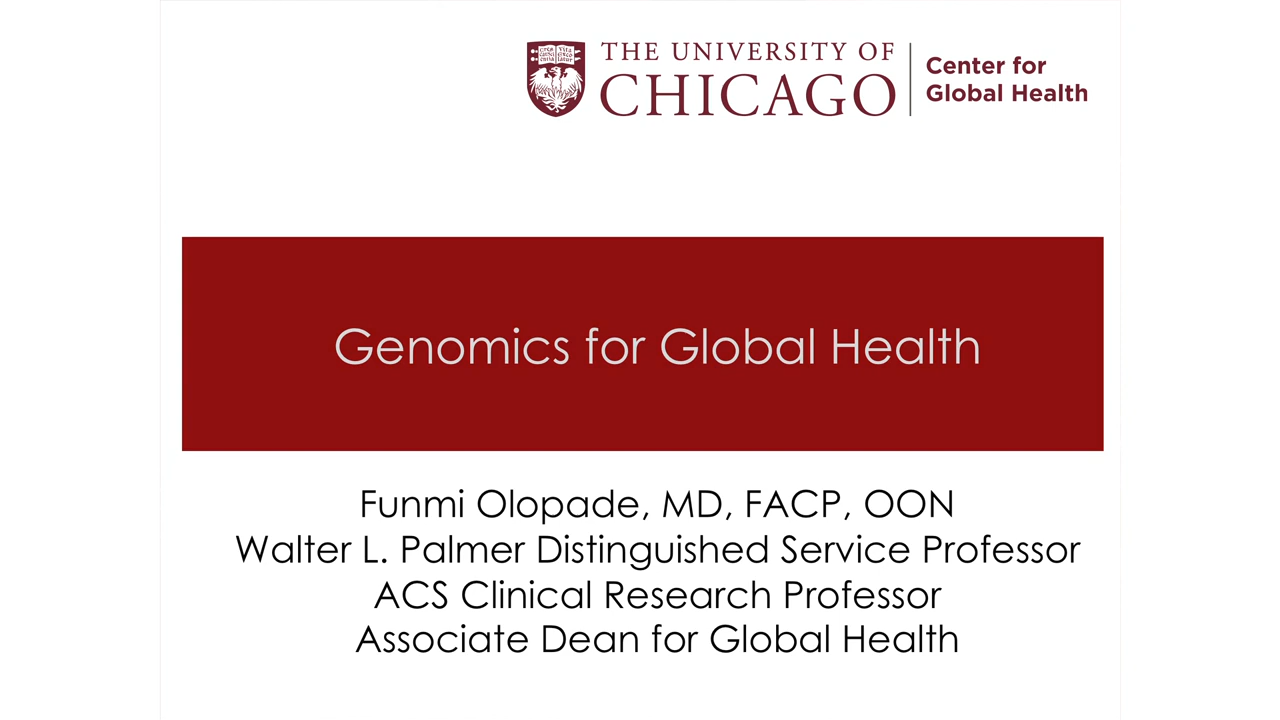 THE UNIVERSITY OF
CHICAGO
Center for
Global Health
Genomics for Global Health
Funmi Olopade, MD, FACP, OON
Walter L. Palmer Distinguished Service Professor
ACS Clinical Research Professor
Associate Dean for Global Health